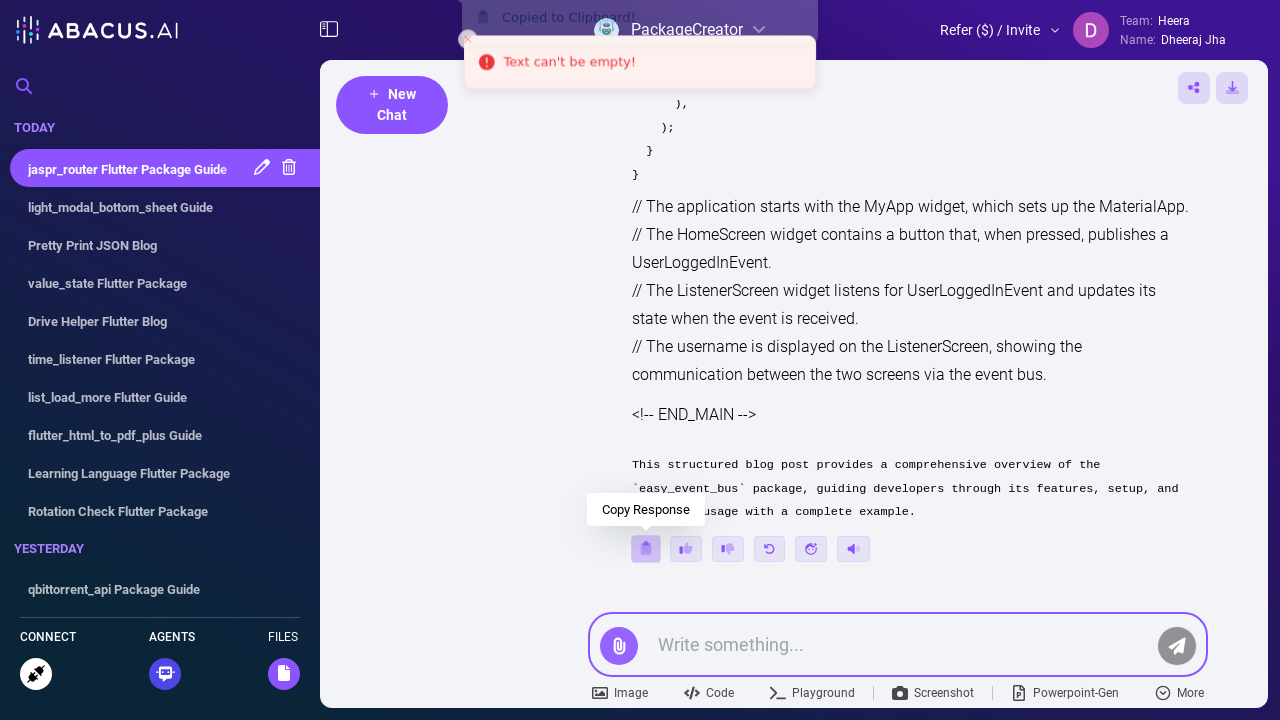 ABACUS.AI
Copied to Clipboard!
PackageCreator
Text can't be empty!
Refer ($) / Invite
D
Team: Heera
Name: Dheeraj Jha
+ New
Chat
TODAY
jaspr_router Flutter Package Guide
light_modal_bottom_sheet Guide
Pretty Print JSON Blog
value_state Flutter Package
Drive Helper Flutter Blog
time_listener Flutter Package
list_load_more Flutter Guide
flutter_html_to_pdf_plus Guide
Learning Language Flutter Package
Rotation Check Flutter Package
YESTERDAY
qbittorrent_api Package Guide
CONNECT
AGENTS
FILES
),
);
}
}
// The application starts with the MyApp widget, which sets up the MaterialApp.
// The HomeScreen widget contains a button that, when pressed, publishes a
UserLoggedInEvent.
// The ListenerScreen widget listens for UserLoggedInEvent and updates its
state when the event is received.
// The username is displayed on the ListenerScreen, showing the
communication between the two screens via the event bus.
<!-- END_MAIN -->
This structured blog post provides a comprehensive overview of the
`easy_event_bus` package, guiding developers through its features, setup, and
usage with a complete example.
Copy Response
Write something...
Image
Code
Playground
Screenshot
Powerpoint-Gen
More